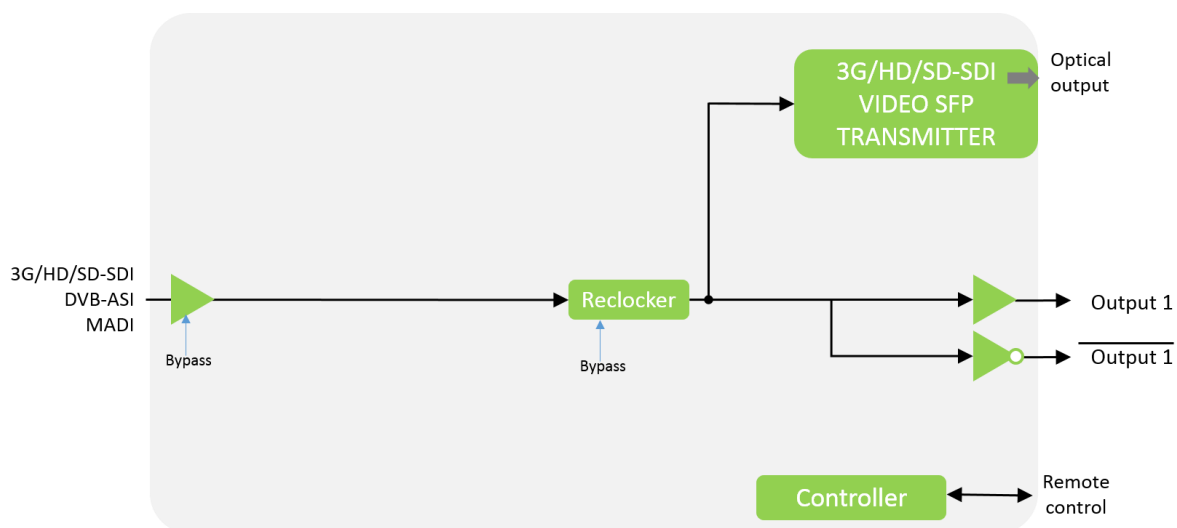 3G/HD/SD-SDI
VIDEO SFP
TRANSMITTER
Optical
output
3G/HD/SD-SDI
DVB-ASI
MADI
Bypass
Reclocker
Bypass
Output 1
Output 1
Controller
Remote
control